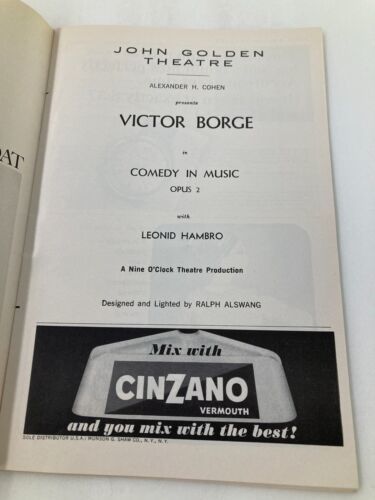 JOHN GOLDEN
THEATRE
ALEXANDER H. COHEN
presents
VICTOR BORGE
in
COMEDY IN MUSIC
OPUS 2
with
LEONID HAMBRO
A Nine O'Clock Theatre Production
Designed and Lighted by RALPH ALSWANG
Mix with
CINZANO
VERMOUTH
and you mix with the best!
SOLE DISTRIBUTOR U.S.A.: MUNSON G. SHAW CO., N.Y., N.Y.
OAT